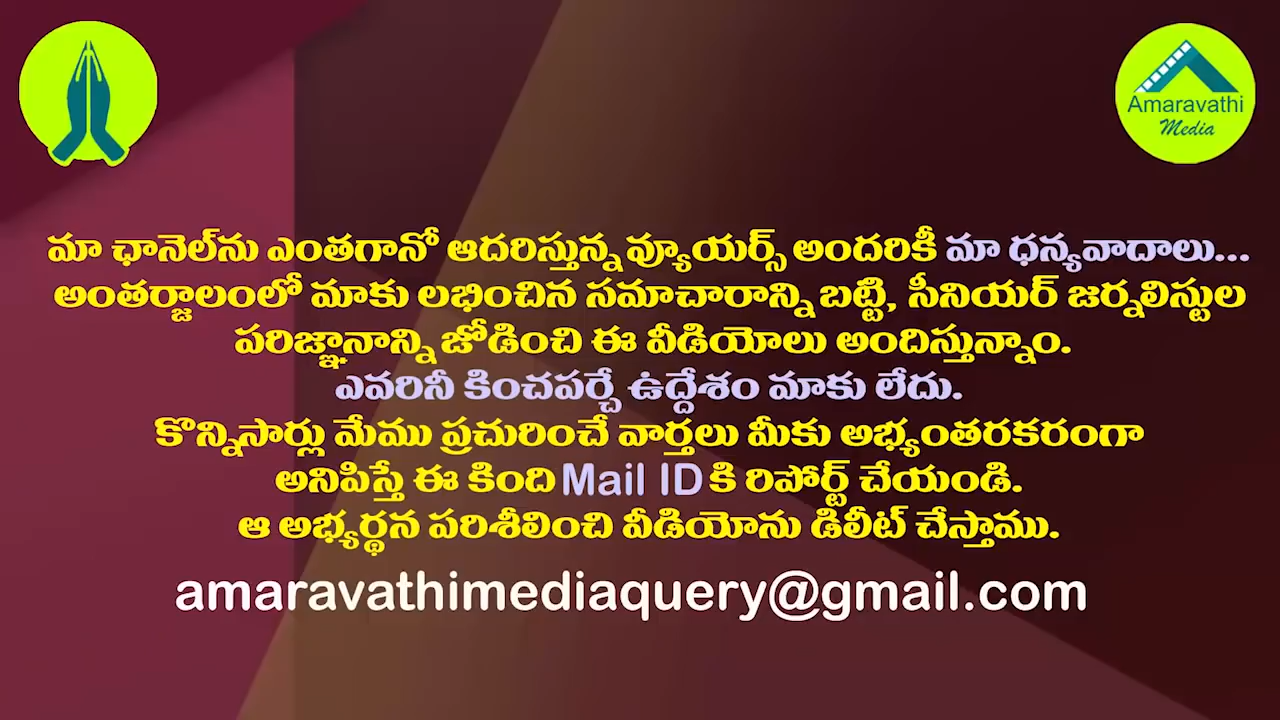 Amaravathi
Media
మా ఛానెల్‌ను ఎంతగానో ఆదరిస్తున్న వ్యూయర్స్ అందరికీ మా ధన్యవాదాలు...
అంతర్జాలంలో మాకు లభించిన సమాచారాన్ని బట్టి, సీనియర్ జర్నలిస్టుల
పరిజ్ఞానాన్ని జోడించి ఈ వీడియోలు అందిస్తున్నాం.
ఎవరినీ కించపర్చే ఉద్దేశం మాకు లేదు.
కొన్నిసార్లు మేము ప్రచురించే వార్తలు మీకు అభ్యంతరకరంగా
అనిపిస్తే ఈ కింది Mail ID కి రిపోర్ట్ చేయండి.
ఆ అభ్యర్థన పరిశీలించి వీడియోను డిలీట్ చేస్తాము.
amaravathimediaquery@gmail.com